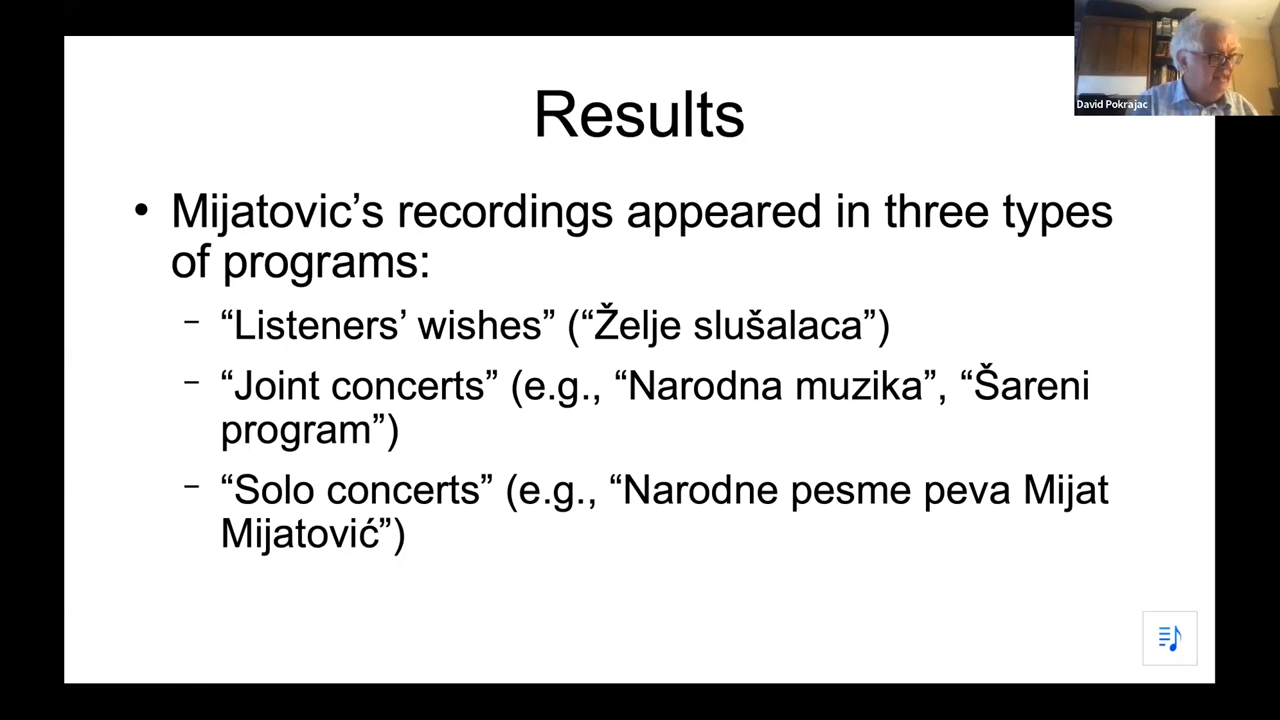 David Pokrajac
Results
• Mijatovic’s recordings appeared in three types
of programs:
– “Listeners’ wishes” (“Želje slušalaca”)
– “Joint concerts” (e.g., “Narodna muzika”, “Šareni
program”)
– “Solo concerts” (e.g., “Narodne pesme peva Mijat
Mijatović”)